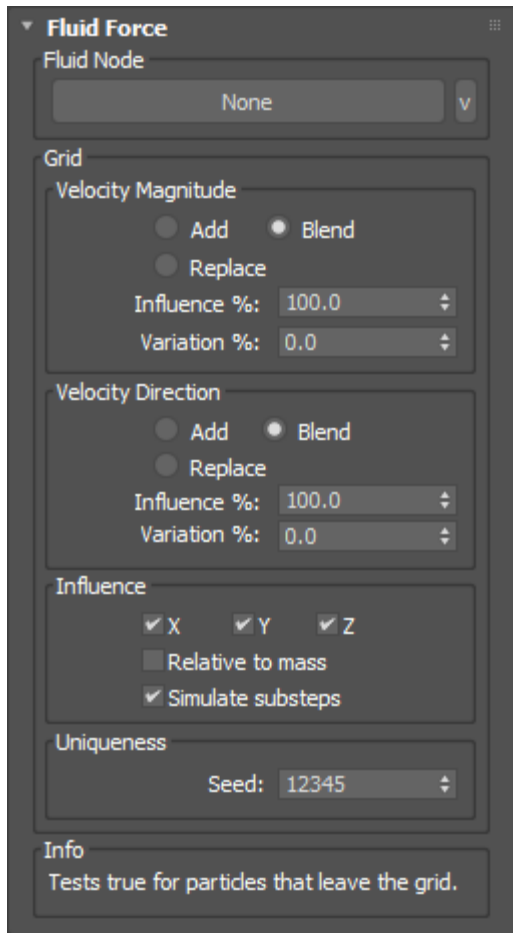 Fluid Force
Fluid Node
None v
Grid
Velocity Magnitude
Add Blend
Replace
Influence %: 100.0
Variation %: 0.0
Velocity Direction
Add Blend
Replace
Influence %: 100.0
Variation %: 0.0
Influence
X Y Z
Relative to mass
Simulate substeps
Uniqueness
Seed: 12345
Info
Tests true for particles that leave the grid.